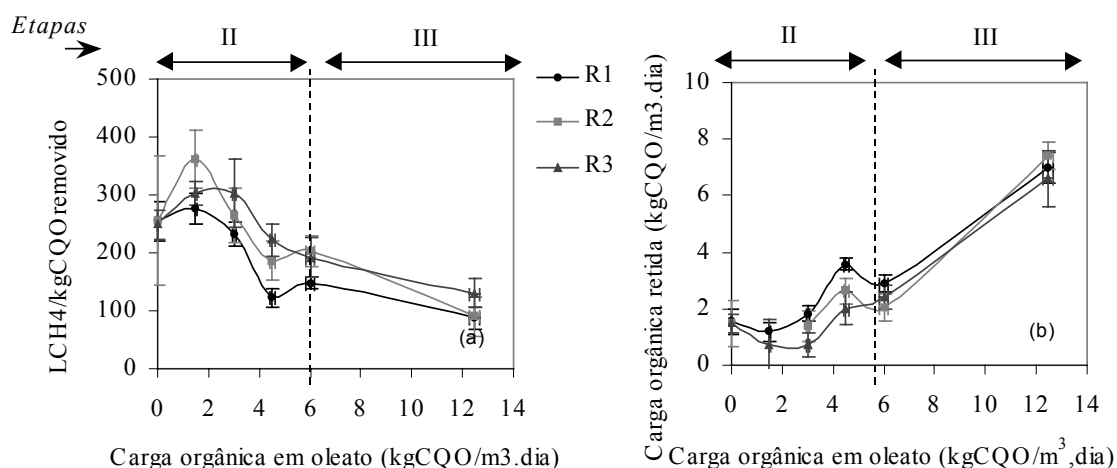 Etapas
II
III
500
400
300
200
100
0
LCH4/kgCQOremovido
0 2 4 6 8 10 12 14
Carga orgânica em oleato (kgCQO/m3.dia)
(a)
R1
R2
R3
II
III
10
8
6
4
2
0
Carga orgânica retida (kgCQO/m3.dia)
0 2 4 6 8 10 12 14
Carga orgânica em oleato (kgCQO/m³,dia)
(b)